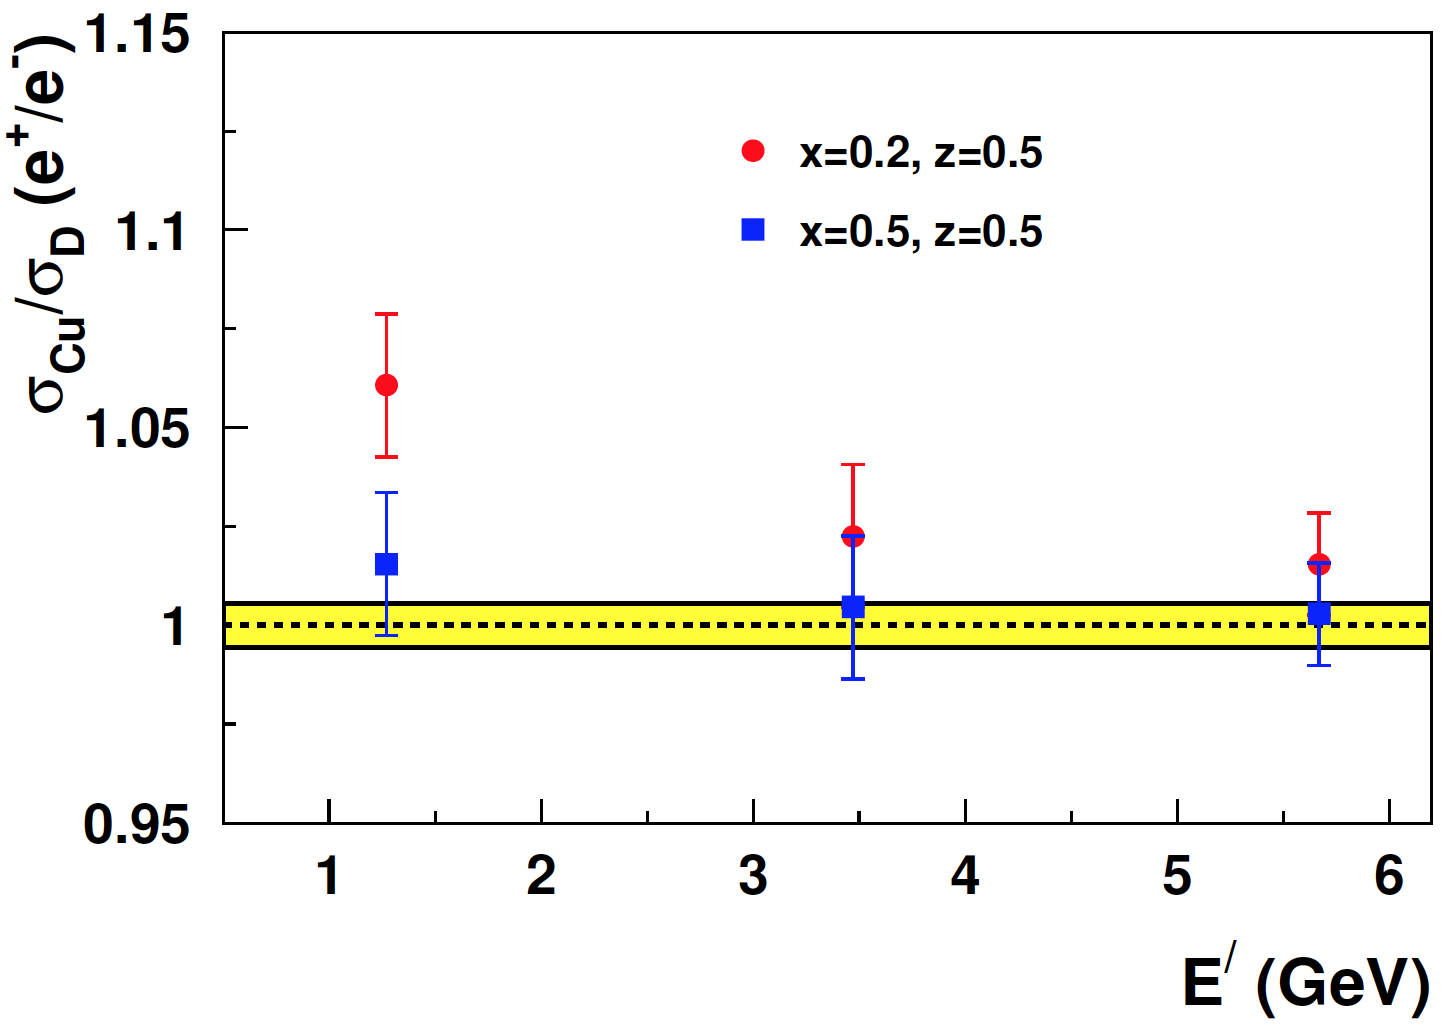 σCu/σD (e+/e-)
1.15
1.1
1.05
1
0.95
x=0.2, z=0.5
x=0.5, z=0.5
1 2 3 4 5 6
E/ (GeV)